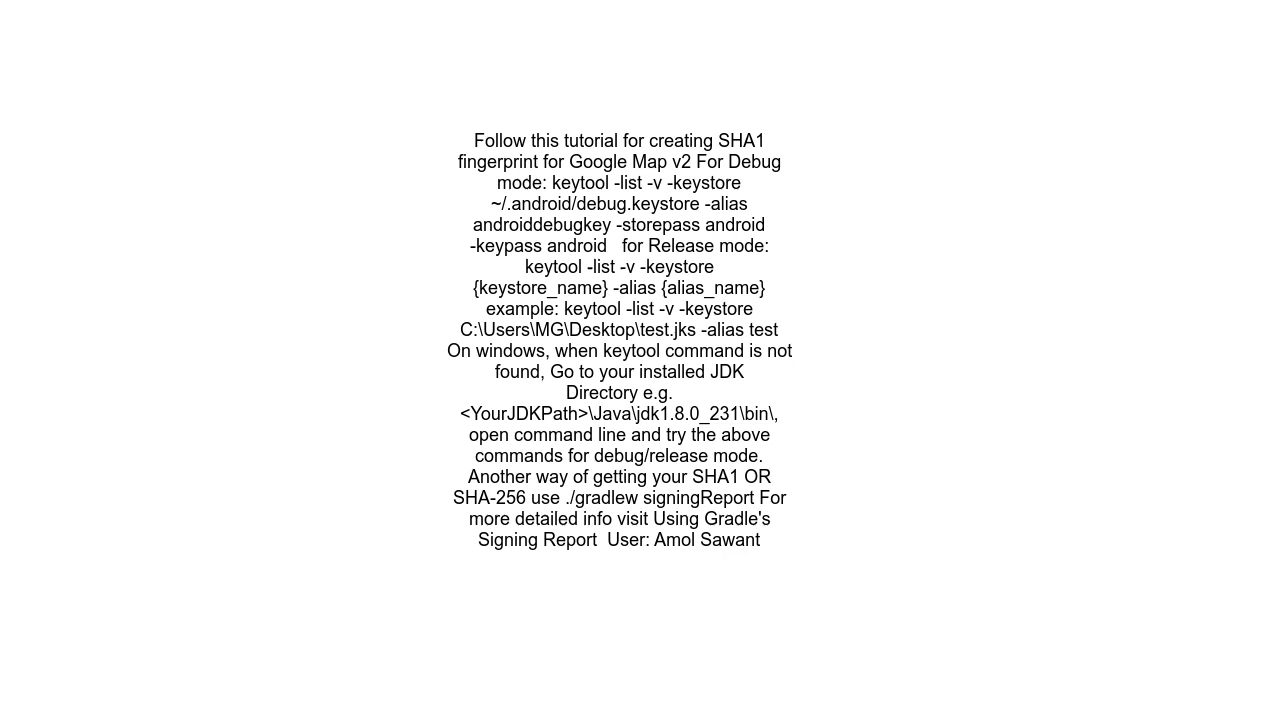 Follow this tutorial for creating SHA1
fingerprint for Google Map v2 For Debug
mode: keytool -list -v -keystore
~/.android/debug.keystore -alias
androiddebugkey -storepass android
-keypass android   for Release mode:
keytool -list -v -keystore
{keystore_name} -alias {alias_name}
example: keytool -list -v -keystore
C:\Users\MG\Desktop\test.jks -alias test
On windows, when keytool command is not
found, Go to your installed JDK
Directory e.g.
<YourJDKPath>\Java\jdk1.8.0_231\bin\,
open command line and try the above
commands for debug/release mode.
Another way of getting your SHA1 OR
SHA-256 use ./gradlew signingReport For
more detailed info visit Using Gradle's
Signing Report  User: Amol Sawant